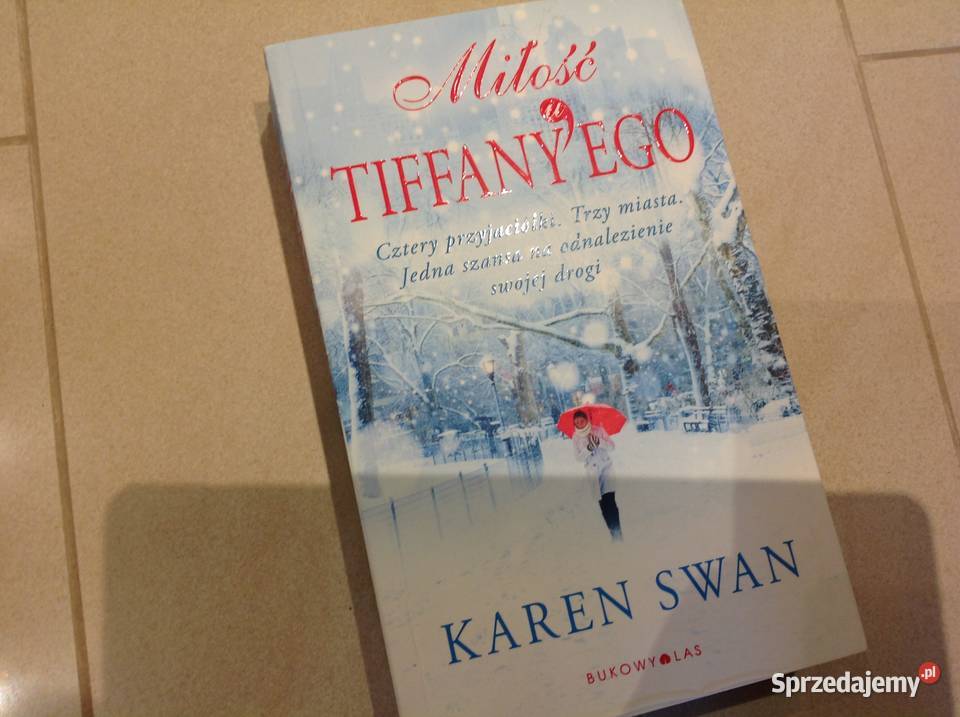 Miłość
u
TIFFANY'EGO
Cztery przyjaciółki. Trzy miasta.
Jedna szansa na odnalezienie
swojej drogi
KAREN SWAN
BUKOWY LAS
Sprzedajemy.pl